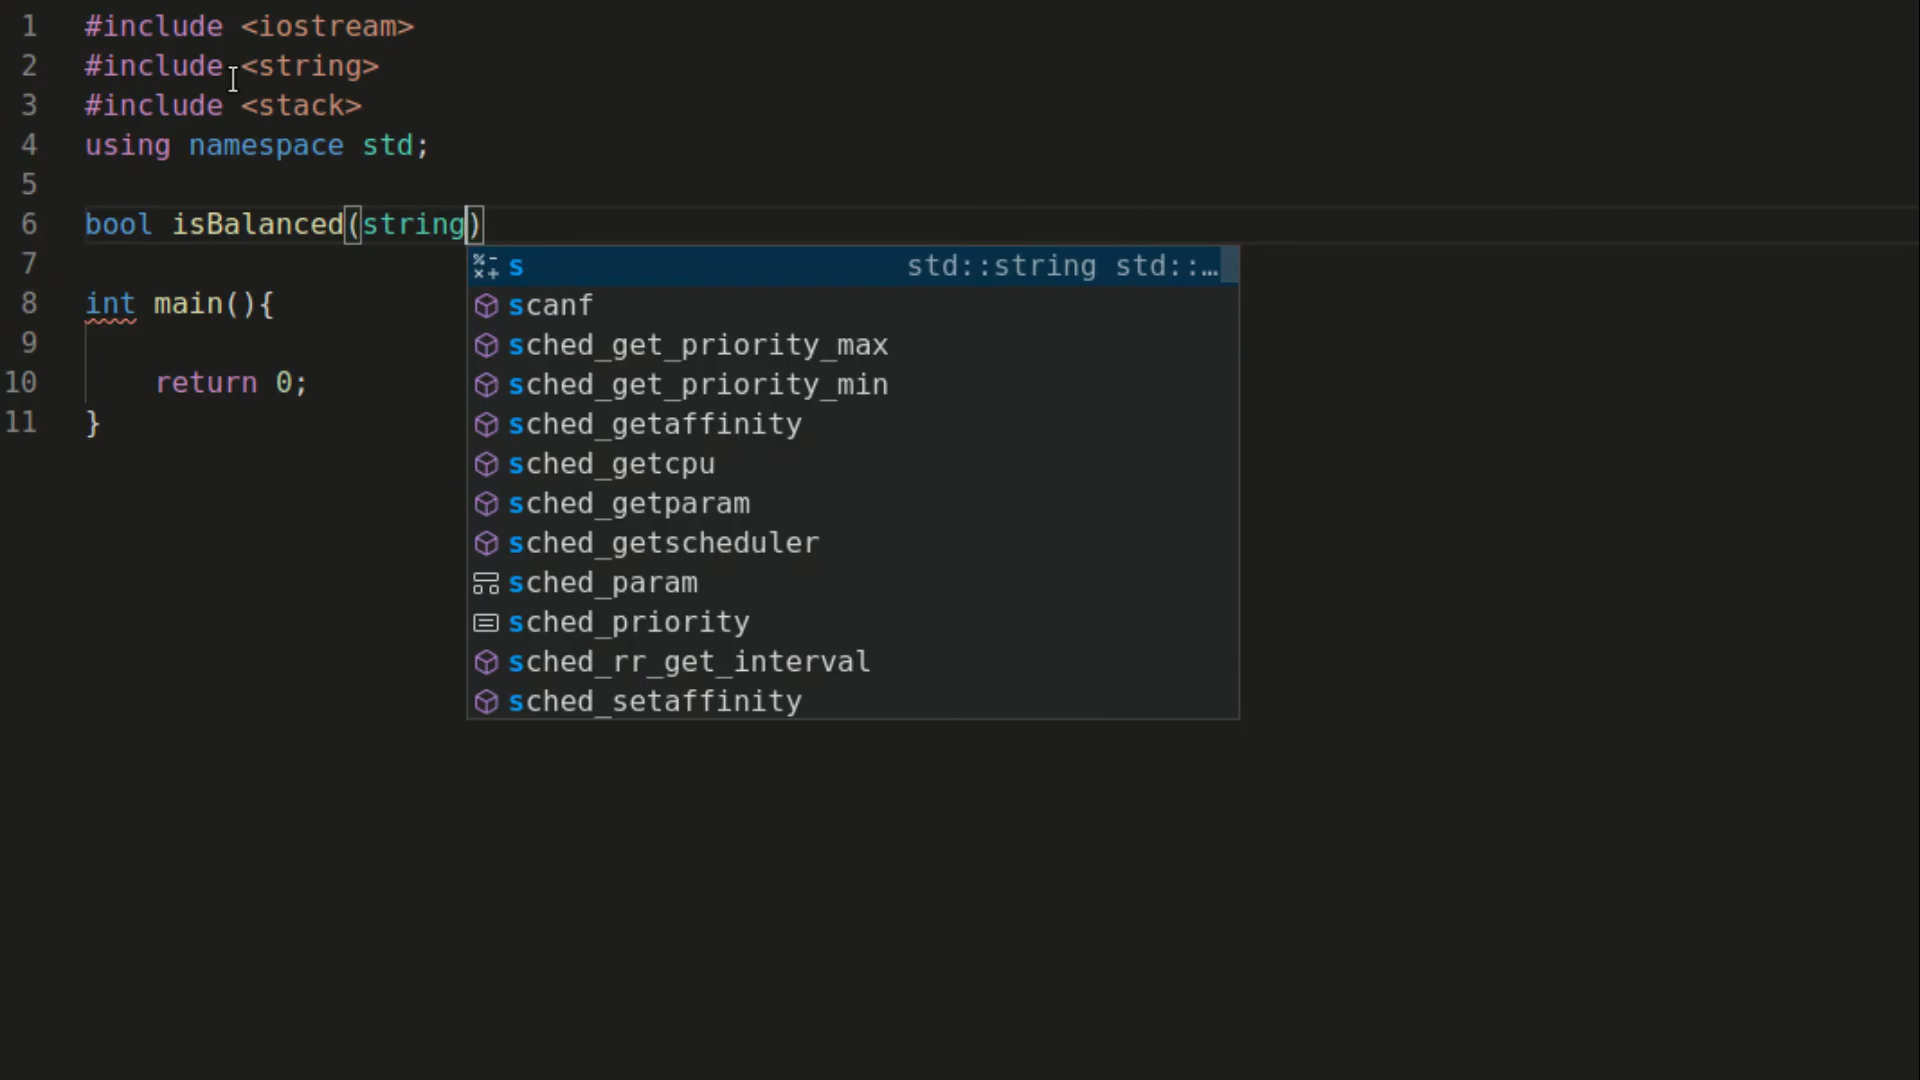 1 #include <iostream>
2 #include <string>
3 #include <stack>
4 using namespace std;
5
6 bool isBalanced(string)
7
8 int main(){
9
10     return 0;
11 }
s std::string std::…
scanf
sched_get_priority_max
sched_get_priority_min
sched_getaffinity
sched_getcpu
sched_getparam
sched_getscheduler
sched_param
sched_priority
sched_rr_get_interval
sched_setaffinity